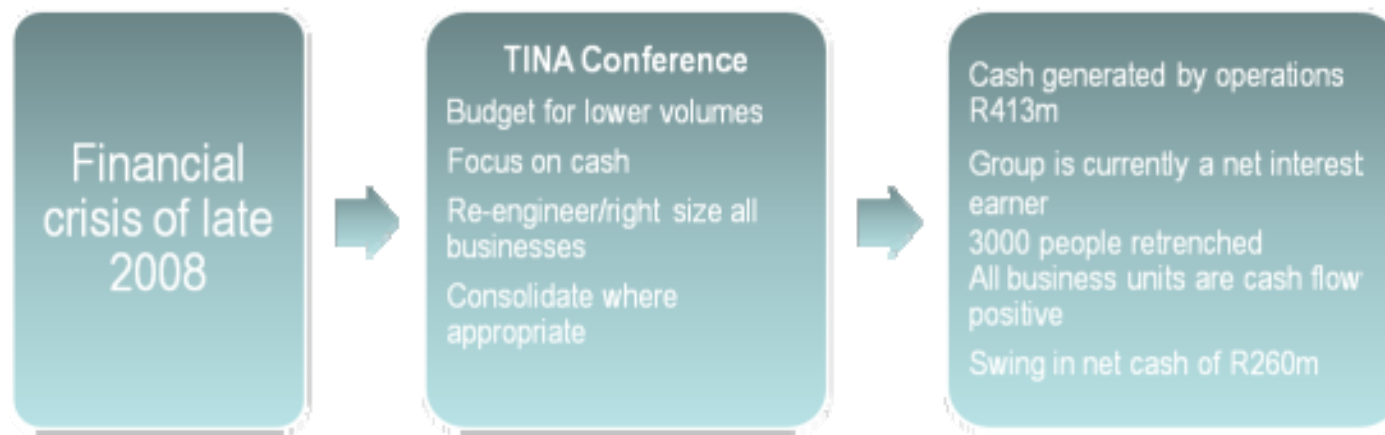 Financial
crisis of late
2008
TINA Conference
Budget for lower volumes
Focus on cash
Re-engineer/right size all
businesses
Consolidate where
appropriate
Cash generated by operations
R413m
Group is currently a net interest
earner
3000 people retrenched
All business units are cash flow
positive
Swing in net cash of R260m